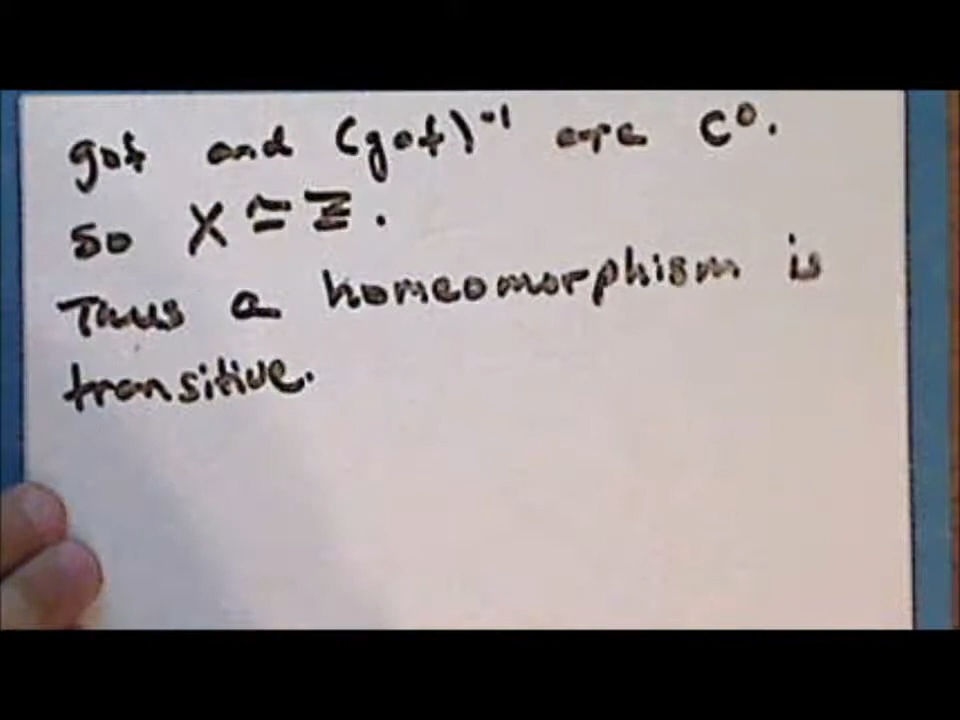 g∘f and (g∘f)⁻¹ are C⁰.
So X ≃ Z.
Thus a homeomorphism is
transitive.